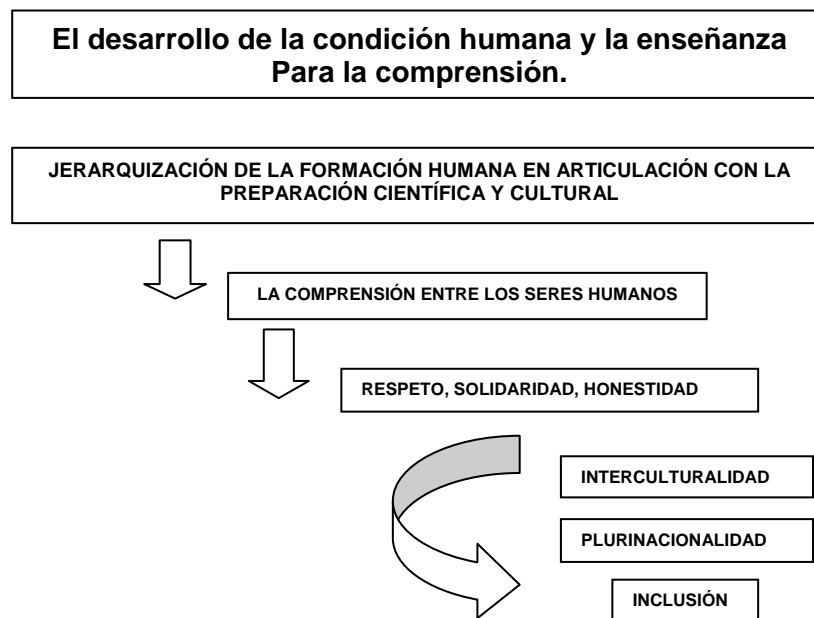 El desarrollo de la condición humana y la enseñanza
Para la comprensión.
JERARQUIZACIÓN DE LA FORMACIÓN HUMANA EN ARTICULACIÓN CON LA
PREPARACIÓN CIENTÍFICA Y CULTURAL
LA COMPRENSIÓN ENTRE LOS SERES HUMANOS
RESPETO, SOLIDARIDAD, HONESTIDAD
INTERCULTURALIDAD
PLURINACIONALIDAD
INCLUSIÓN